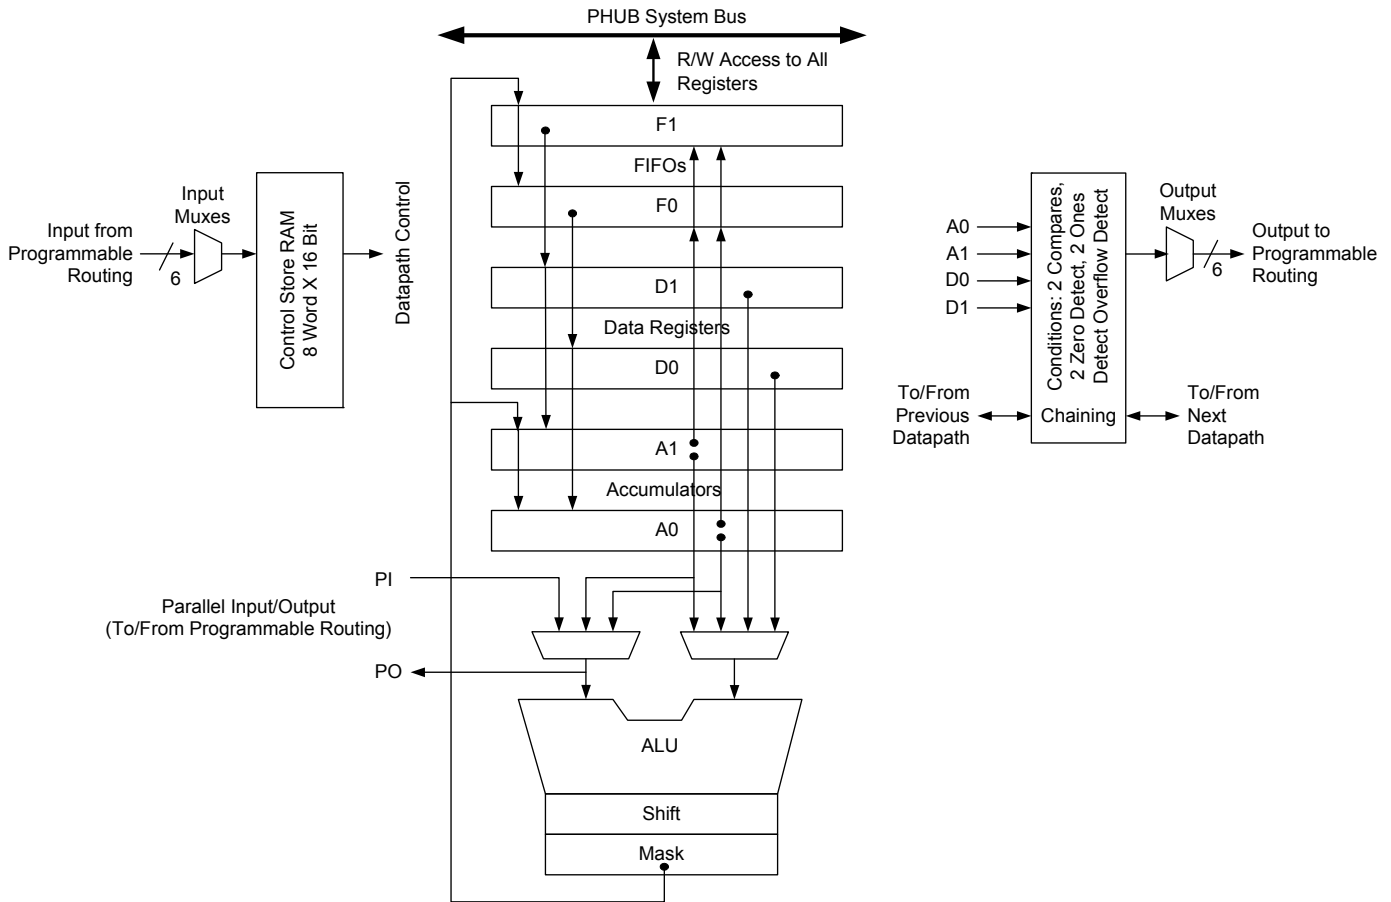 PHUB System Bus
R/W Access to All
Registers
F1
FIFOs
F0
D1
Data Registers
D0
A1
Accumulators
A0
Input from
Programmable
Routing
6
Input
Muxes
Control Store RAM
8 Word X 16 Bit
Datapath Control
A0
A1
D0
D1
Conditions: 2 Compares,
2 Zero Detect, 2 Ones
Detect Overflow Detect
Chaining
Output
Muxes
6
Output to
Programmable
Routing
To/From
Previous
Datapath
To/From
Next
Datapath
PI
Parallel Input/Output
(To/From Programmable Routing)
PO
ALU
Shift
Mask